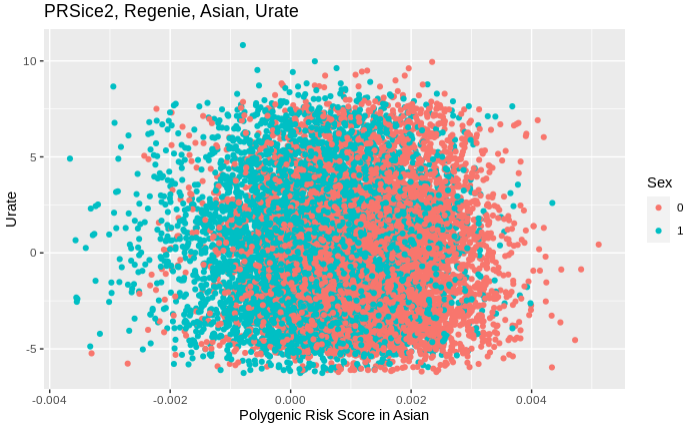 PRSice2, Regenie, Asian, Urate
10
5
0
-5
Urate
-0.004 -0.002 0.000 0.002 0.004
Polygenic Risk Score in Asian
Sex
0
1